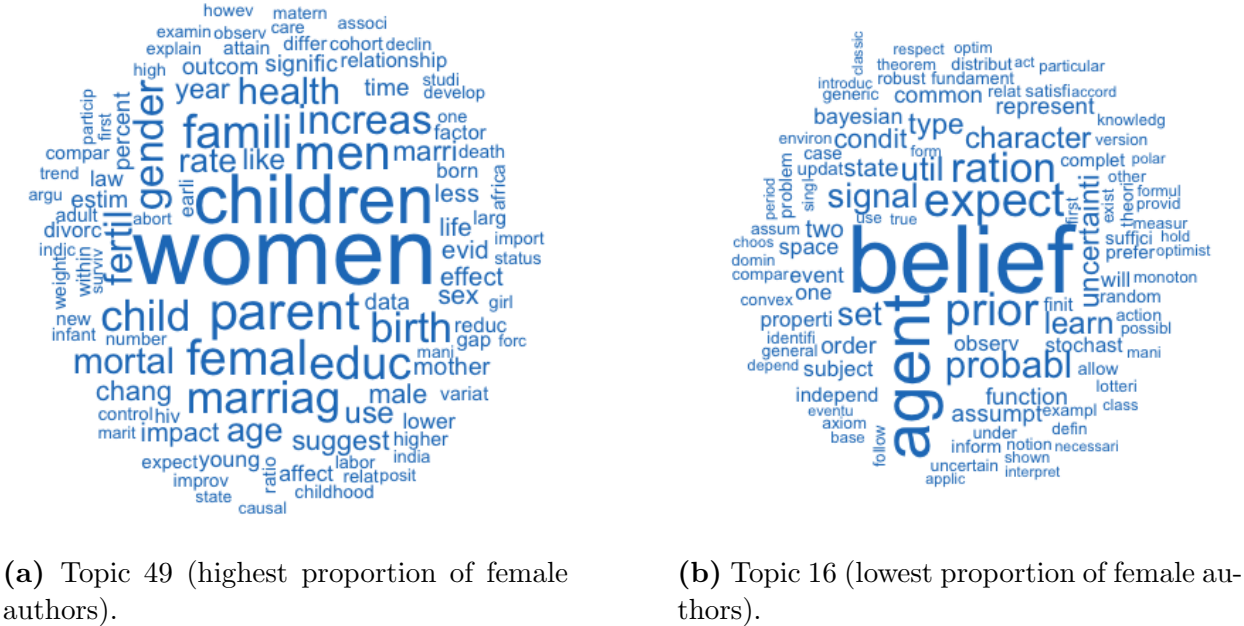 howev matern
examin observ care associ
explain attain differ cohort declin
high outcom signific relationship
year health time studi
develop
particip first percent gender famili increas one
factor
compar rate like men marri death
trend law born
argu estim earli children less africa
adult abort life larg
divorc fertil women evid import
status
indic within surviv weight effect
sex girl
new child parent data birth reduc
infant number gap forc
mortal femal educ mani
mother
chang marriag male variat
control hiv use lower
marit impact age suggest higher
expect young ratio affect labor india
improv relat posit
state childhood
causal
classic respect optim
theorem distribut act particular
introduc robust fundament
generic common relat satisfi accord
represent
bayesian type knowledg
environ condit character version
case form
updat state util ration complet polar
period problem singl signal expect first uncertainti other
exist theori formul
provid
use true
assum two belief measur
choos space suffici hold
domin prefer optimist
compar event will monoton
convex one agent prior finit random
properti set learn action
possibl
identifi observ stochast
general order mani
depend subject probabl allow
independ function lotteri
eventu assumpt exampl class
axiom under defin
base follow inform notion necessari
uncertain shown
applic interpret
(a) Topic 49 (highest proportion of female
authors).
(b) Topic 16 (lowest proportion of female au-
thors).